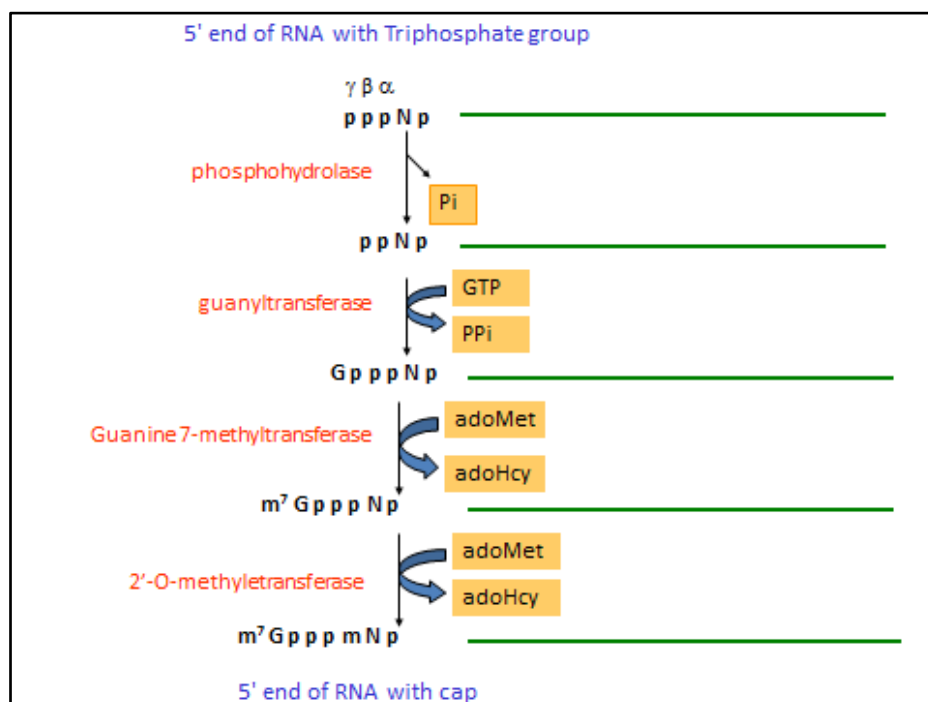 5' end of RNA with Triphosphate group
γ β α
p p p N p
phosphohydrolase
Pi
p p N p
GTP
guanyltransferase
PPi
G p p p N p
adoMet
Guanine 7-methyltransferase
adoHcy
m⁷ G p p p N p
adoMet
2'-O-methyletransferase
adoHcy
m⁷ G p p p m N p
5' end of RNA with cap